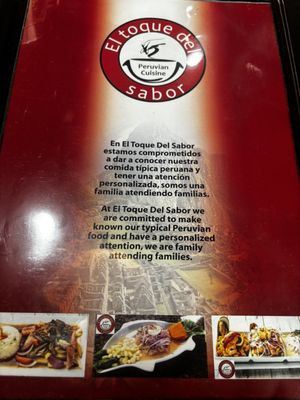 El toque del
Peruvian
Cuisine
sabor
En El Toque Del Sabor
estamos comprometidos
a dar a conocer nuestra
comida típica peruana y
tener una atención
personalizada, somos una
familia atendiendo familias.
At El Toque Del Sabor we
are committed to make
known our typical Peruvian
food and have a personalized
attention, we are family
attending families.